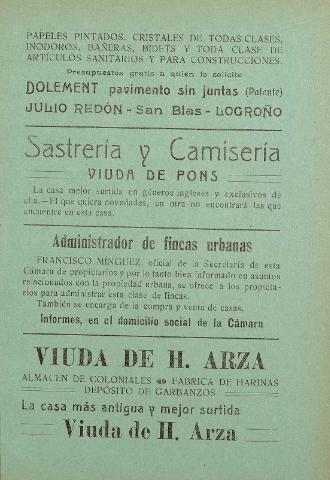 PAPELES PINTADOS, CRISTALES DE TODAS CLASES,
INODOROS, BAÑERAS, BIDETS Y TODA CLASE DE
ARTÍCULOS SANITARIOS Y PARA CONSTRUCCIONES.
Presupuestos gratis a quien lo solicite
DOLEMENT pavimento sin juntas (Patente)
JULIO REDÓN - San Blas - LOGROÑO
Sastrería y Camisería
VIUDA DE PONS
La casa mejor surtida en géneros ingleses y exclusivos de
ella.—El que quiera novedades, en otra no encontrará las que
encuentre en esta casa.
Administrador de fincas urbanas
FRANCISCO MÍNGUEZ, oficial de la Secretaría de esta
Cámara de propietarios y por lo tanto bien informado en asuntos
relacionados con la propiedad urbana, se ofrece a los propieta-
rios para administrar esta clase de fincas.
También se encarga de la compra y venta de casas.
Informes, en el domicilio social de la Cámara
VIUDA DE H. ARZA
ALMACÉN DE COLONIALES FABRICA DE HARINAS
DEPÓSITO DE GARBANZOS
La casa más antigua y mejor surtida
Viuda de H. Arza